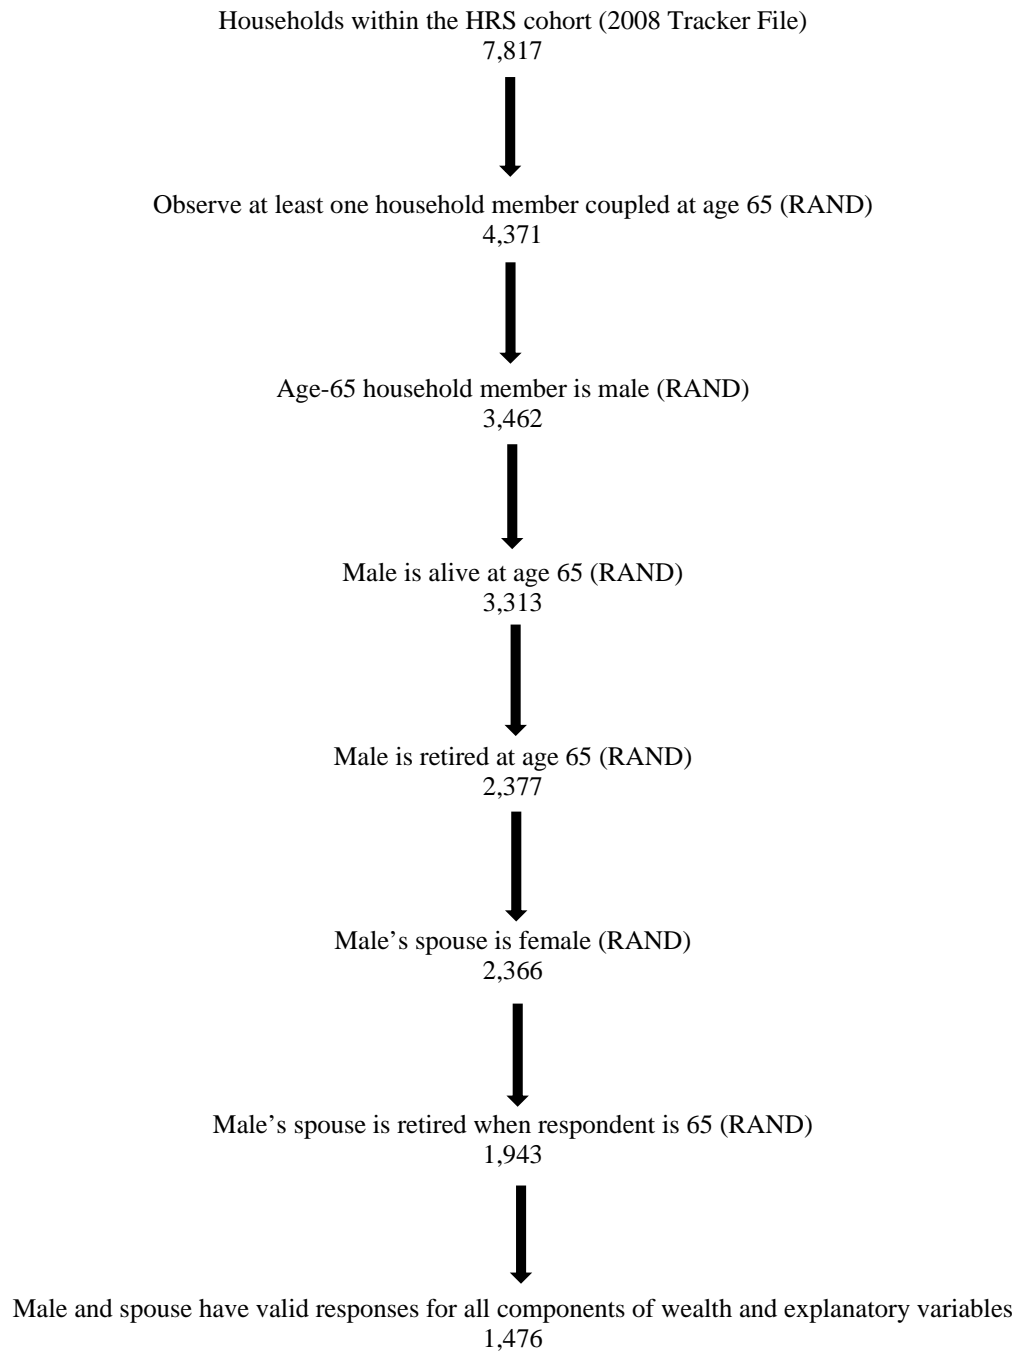 Households within the HRS cohort (2008 Tracker File)
7,817
Observe at least one household member coupled at age 65 (RAND)
4,371
Age-65 household member is male (RAND)
3,462
Male is alive at age 65 (RAND)
3,313
Male is retired at age 65 (RAND)
2,377
Male’s spouse is female (RAND)
2,366
Male’s spouse is retired when respondent is 65 (RAND)
1,943
Male and spouse have valid responses for all components of wealth and explanatory variables
1,476